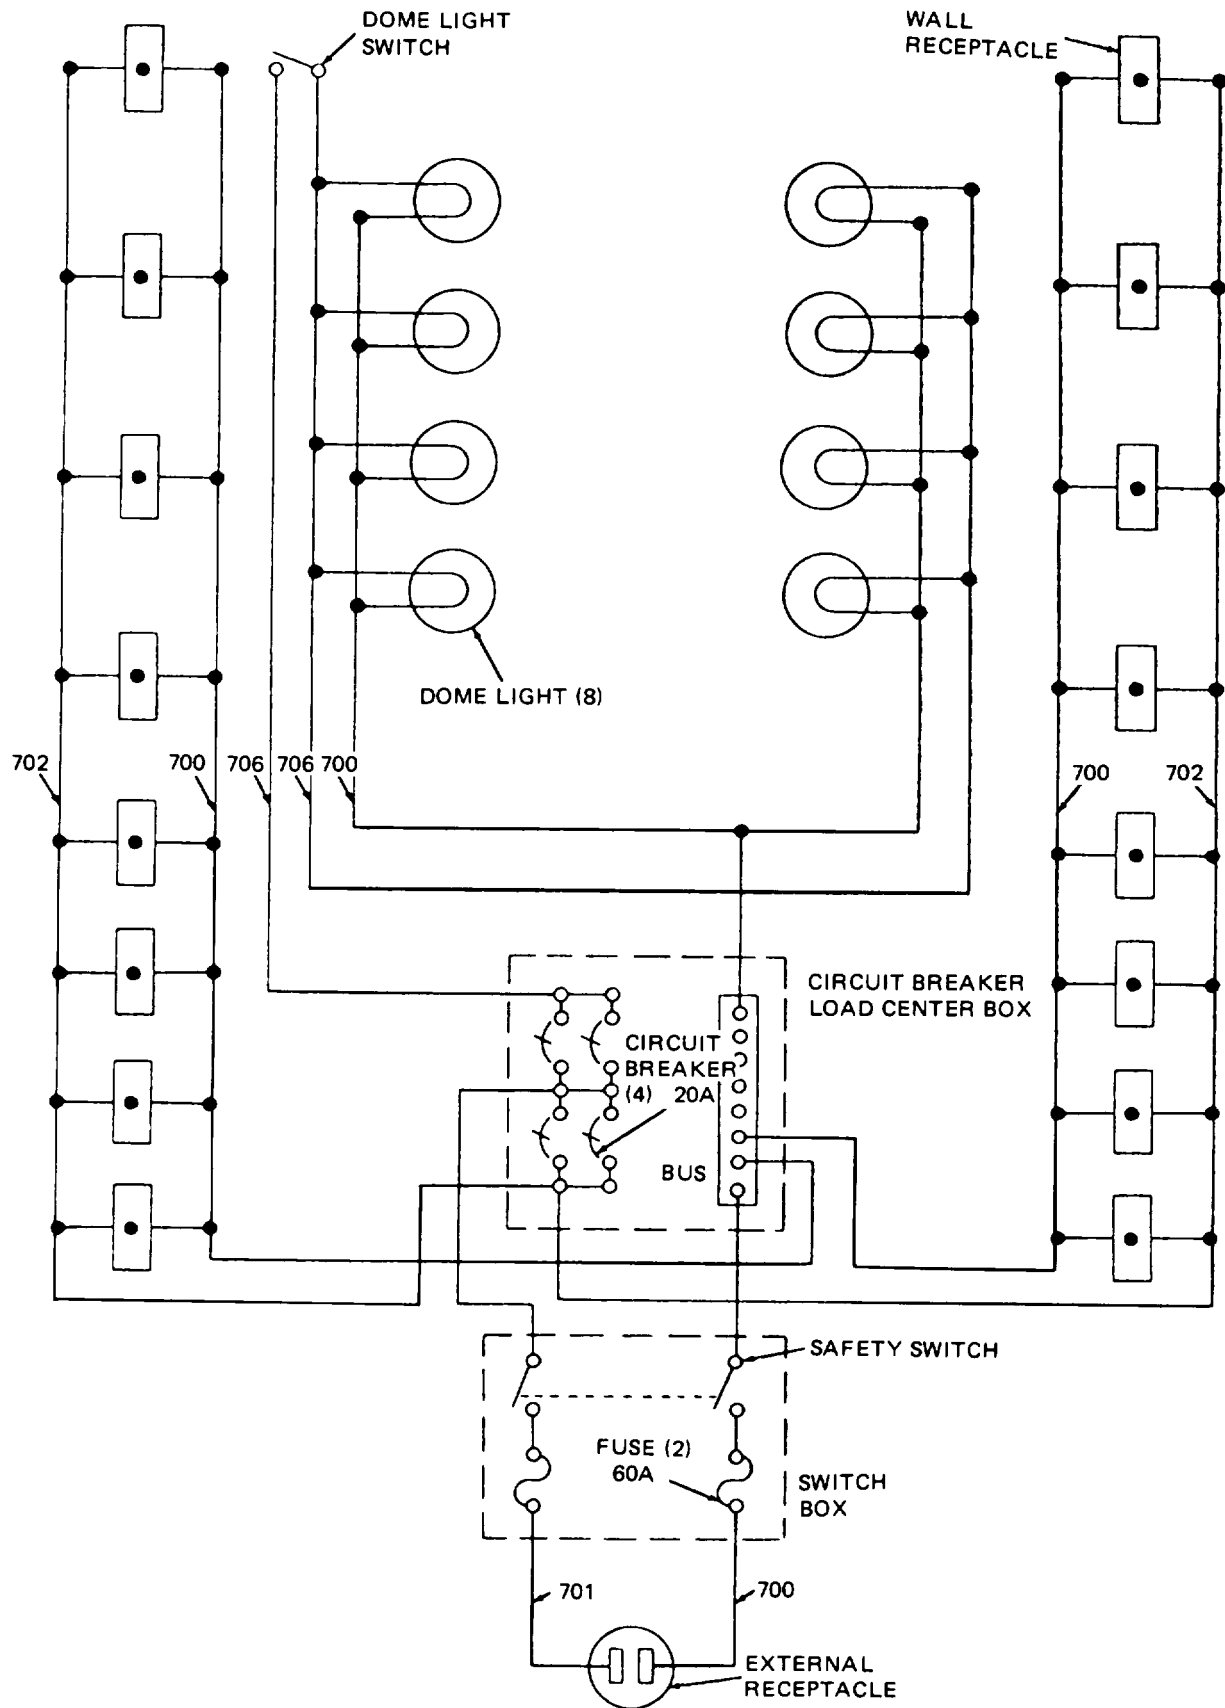 DOME LIGHT
SWITCH
WALL
RECEPTACLE
DOME LIGHT (8)
702
700
706
706
700
700
702
CIRCUIT BREAKER
LOAD CENTER BOX
CIRCUIT
BREAKER
(4) 20A
BUS
SAFETY SWITCH
FUSE (2)
60A
SWITCH
BOX
701
700
EXTERNAL
RECEPTACLE